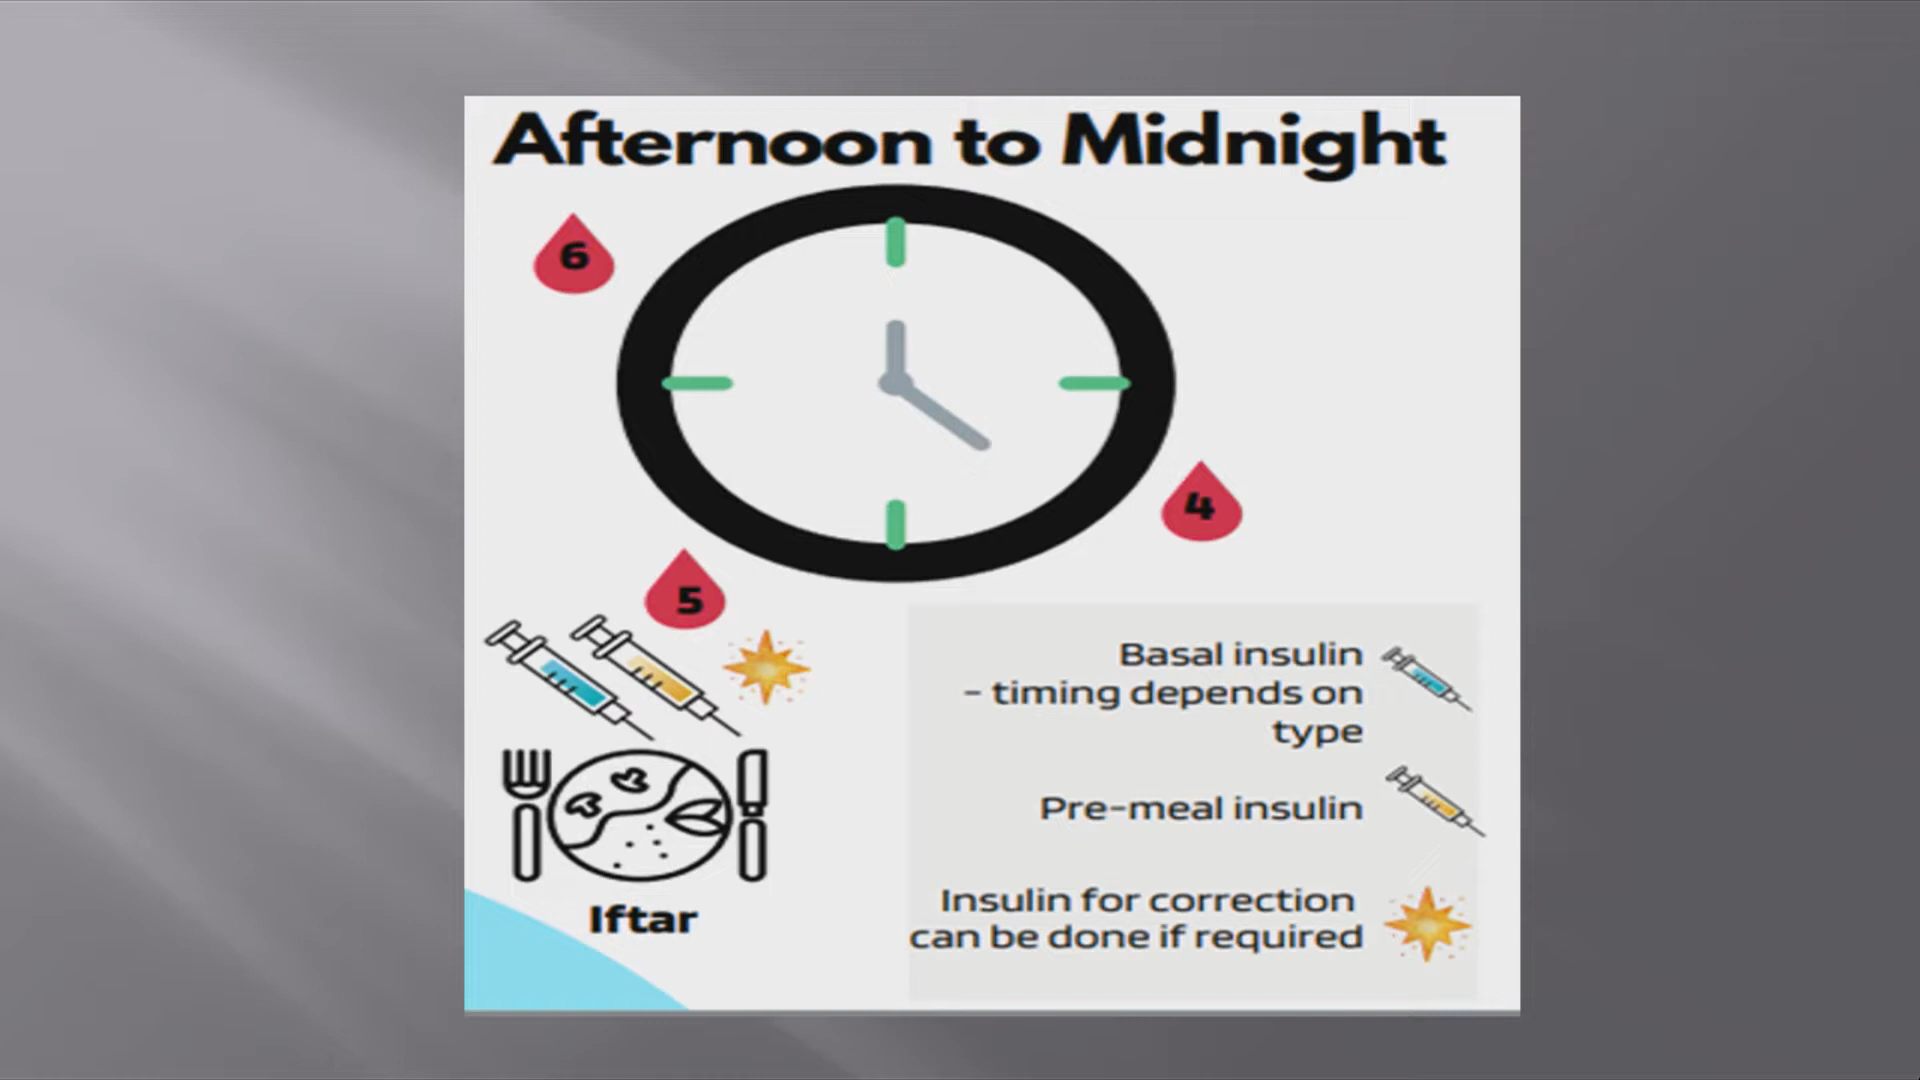 Afternoon to Midnight
6
4
5
Iftar
Basal insulin
- timing depends on
type
Pre-meal insulin
Insulin for correction
can be done if required